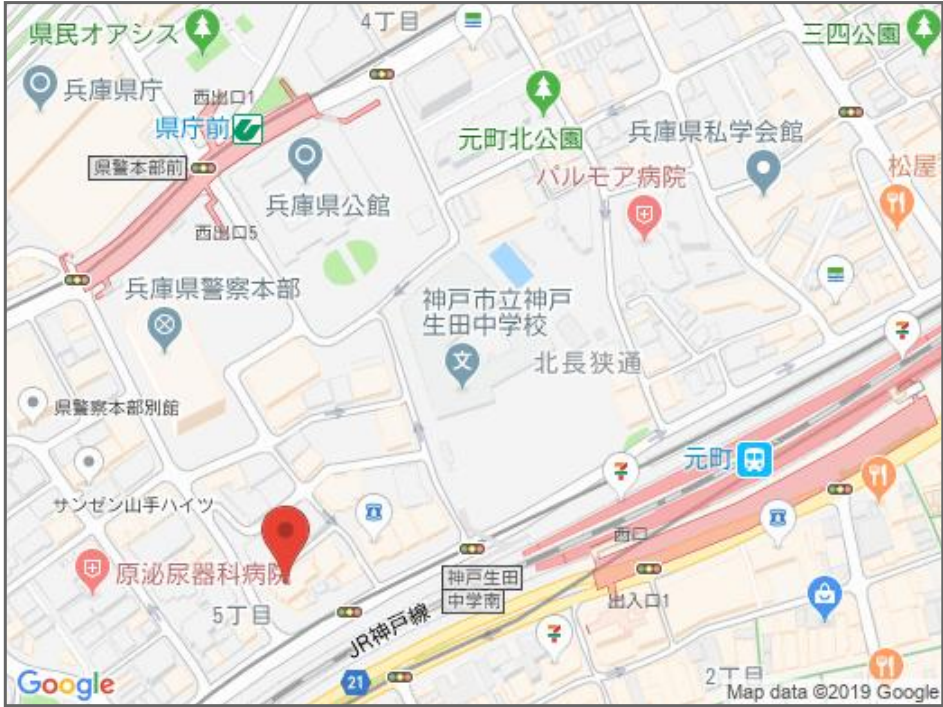 4丁目
県民オアシス
三四公園
兵庫県庁
西出口1
県庁前
元町北公園
兵庫県私学会館
県警本部前
パルモア病院
松屋
兵庫県公館
西出口5
兵庫県警察本部
神戸市立神戸
生田中学校
北長狭通
県警察本部別館
元町
サンゼン山手ハイツ
西口
原泌尿器科病院
神戸生田
中学南
出入口1
5丁目
JR神戸線
21
2丁目
Google
Map data ©2019 Google